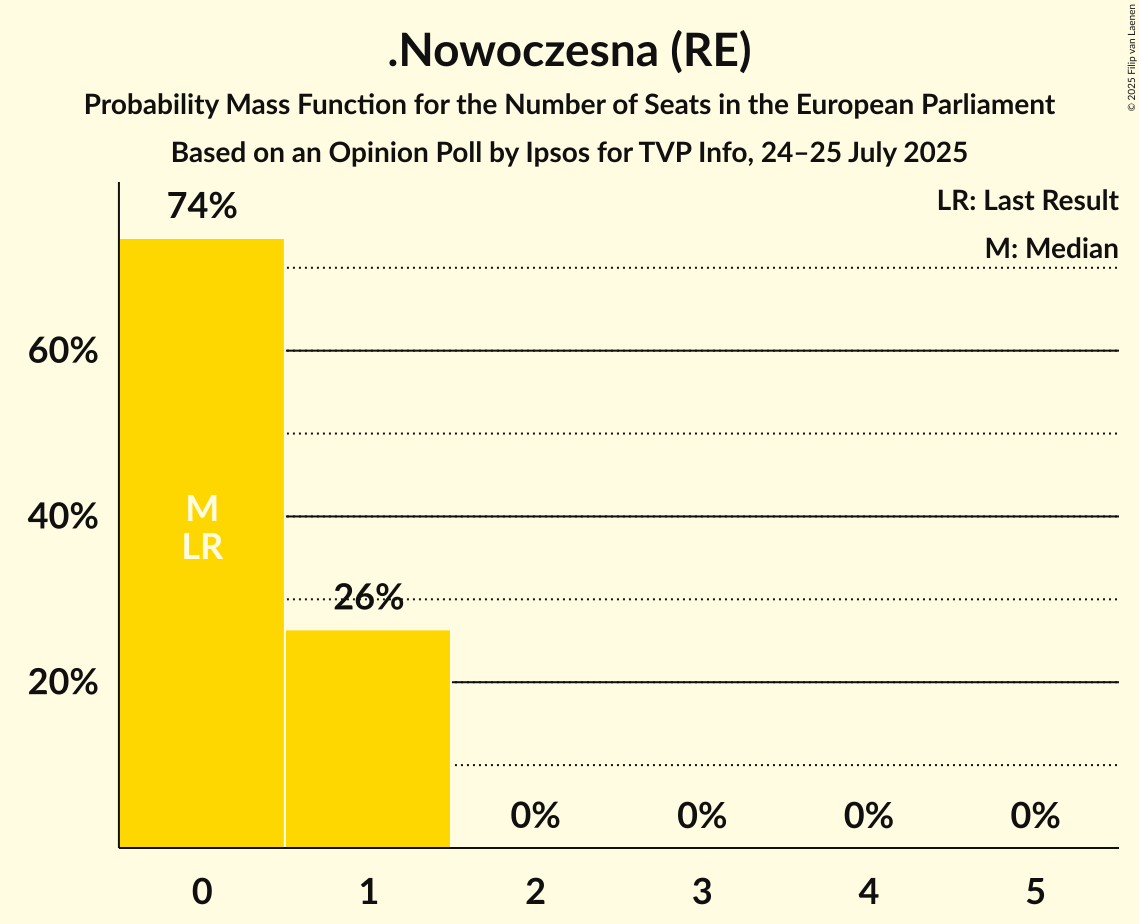 .Nowoczesna (RE)
Probability Mass Function for the Number of Seats in the European Parliament
Based on an Opinion Poll by Ipsos for TVP Info, 24–25 July 2025
© 2025 Filip van Laenen
LR: Last Result
M: Median
74%
60%
40%
20%
M
LR
26%
0%
0%
0%
0%
0
1
2
3
4
5